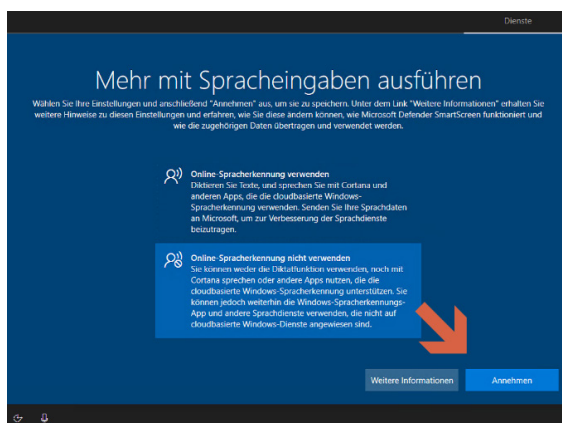 Dienste
Mehr mit Spracheingaben ausführen
Wählen Sie Ihre Einstellungen und anschließend "Annehmen" aus, um sie zu speichern. Unter dem Link "Weitere Informationen" erhalten Sie
weitere Hinweise zu diesen Einstellungen und erfahren, wie Sie diese ändern können, wie Microsoft Defender SmartScreen funktioniert und
wie die zugehörigen Daten übertragen und verwendet werden.
Online-Spracherkennung verwenden
Diktieren Sie Texte, und sprechen Sie mit Cortana und
anderen Apps, die die cloudbasierte Windows-
Spracherkennung verwenden. Senden Sie Ihre Sprachdaten
an Microsoft, um zur Verbesserung der Sprachdienste
beizutragen.
Online-Spracherkennung nicht verwenden
Sie können weder die Diktatfunktion verwenden, noch mit
Cortana sprechen oder andere Apps nutzen, die die
cloudbasierte Windows-Spracherkennung unterstützen. Sie
können jedoch weiterhin die Windows-Spracherkennungs-
App und andere Sprachdienste verwenden, die nicht auf
cloudbasierte Windows-Dienste angewiesen sind.
Weitere Informationen
Annehmen